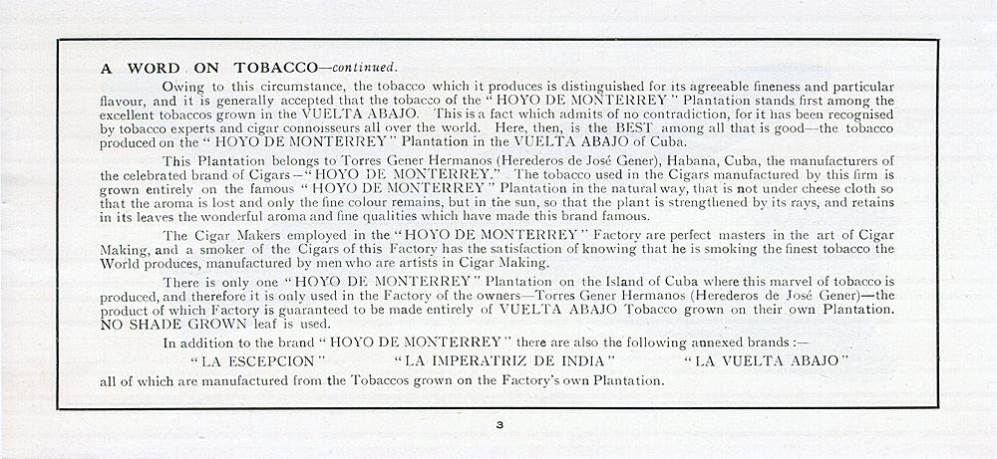 A WORD ON TOBACCO—continued.
Owing to this circumstance, the tobacco which it produces is distinguished for its agreeable fineness and particular
flavour, and it is generally accepted that the tobacco of the " HOYO DE MONTERREY " Plantation stands first among the
excellent tobaccos grown in the VUELTA ABAJO. This is a fact which admits of no contradiction, for it has been recognised
by tobacco experts and cigar connoisseurs all over the world. Here, then, is the BEST among all that is good—the tobacco
produced on the " HOYO DE MONTERREY " Plantation in the VUELTA ABAJO of Cuba.
This Plantation belongs to Torres Gener Hermanos (Herederos de José Gener), Habana, Cuba, the manufacturers of
the celebrated brand of Cigars—" HOYO DE MONTERREY." The tobacco used in the Cigars manufactured by this firm is
grown entirely on the famous " HOYO DE MONTERREY " Plantation in the natural way, that is not under cheese cloth so
that the aroma is lost and only the fine colour remains, but in the sun, so that the plant is strengthened by its rays, and retains
in its leaves the wonderful aroma and fine qualities which have made this brand famous.
The Cigar Makers employed in the " HOYO DE MONTERREY " Factory are perfect masters in the art of Cigar
Making, and a smoker of the Cigars of this Factory has the satisfaction of knowing that he is smoking the finest tobacco the
World produces, manufactured by men who are artists in Cigar Making.
There is only one " HOYO DE MONTERREY " Plantation on the Island of Cuba where this marvel of tobacco is
produced, and therefore it is only used in the Factory of the owners—Torres Gener Hermanos (Herederos de José Gener)—the
product of which Factory is guaranteed to be made entirely of VUELTA ABAJO Tobacco grown on their own Plantation.
NO SHADE GROWN leaf is used.
In addition to the brand " HOYO DE MONTERREY " there are also the following annexed brands :—
" LA ESCEPCION " " LA IMPERATRIZ DE INDIA " " LA VUELTA ABAJO "
all of which are manufactured from the Tobaccos grown on the Factory's own Plantation.
3